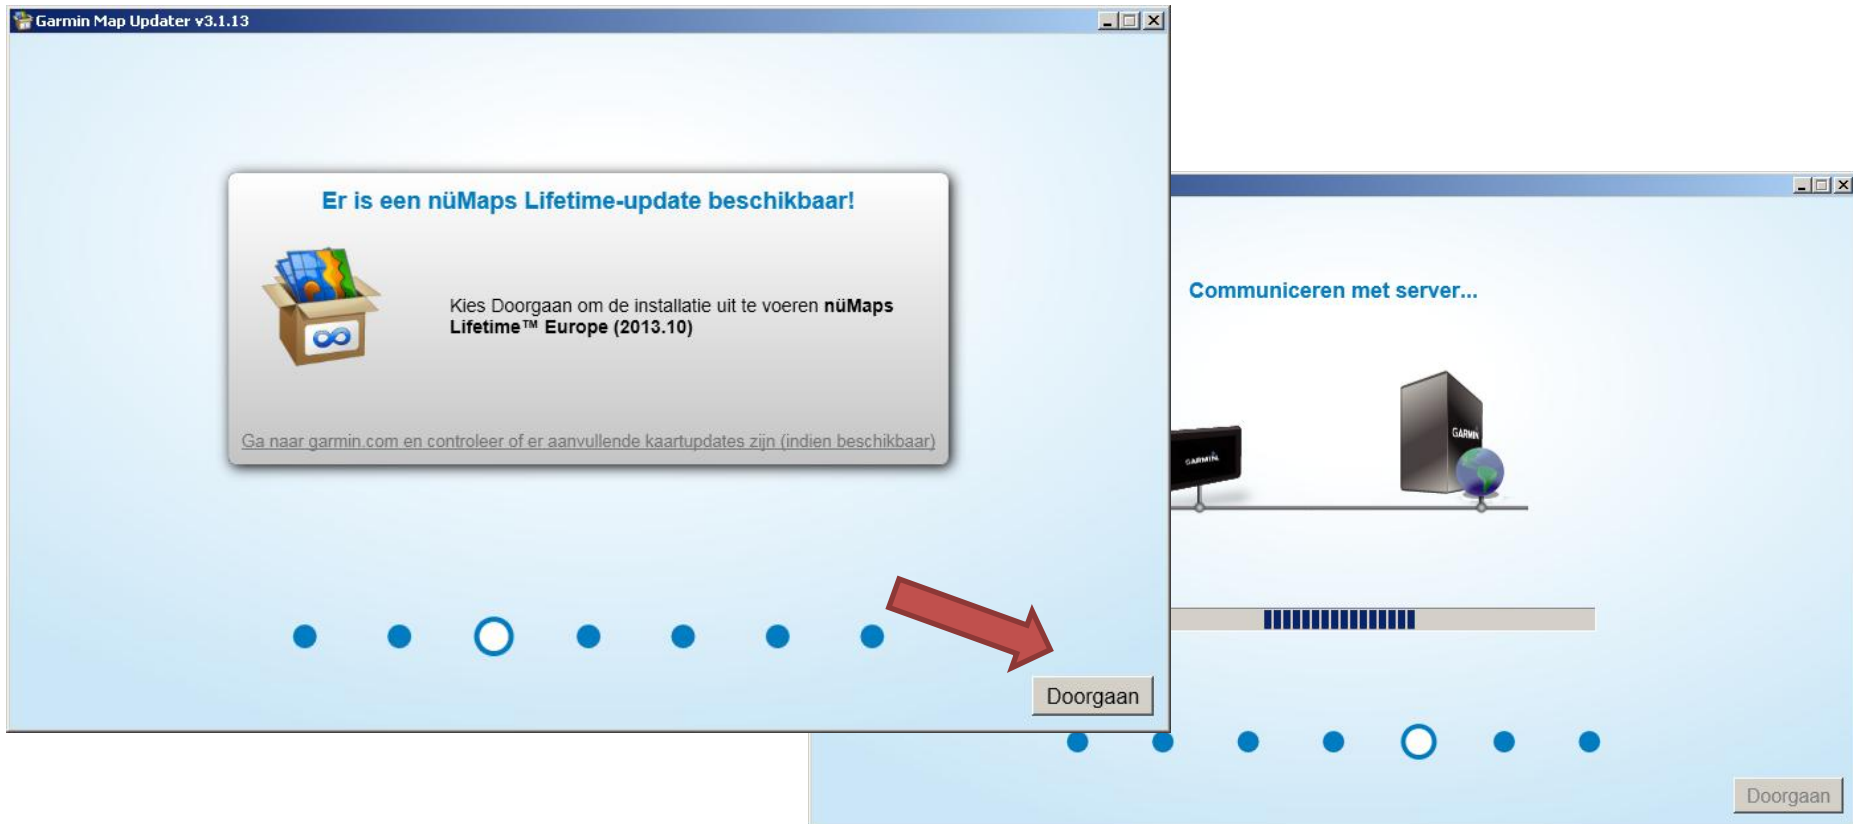 Garmin Map Updater v3.1.13
Er is een nüMaps Lifetime-update beschikbaar!
Kies Doorgaan om de installatie uit te voeren nüMaps
Lifetime™ Europe (2013.10)
Ga naar garmin.com en controleer of er aanvullende kaartupdates zijn (indien beschikbaar)
Doorgaan
Communiceren met server...
GARMIN
GARMIN
Doorgaan